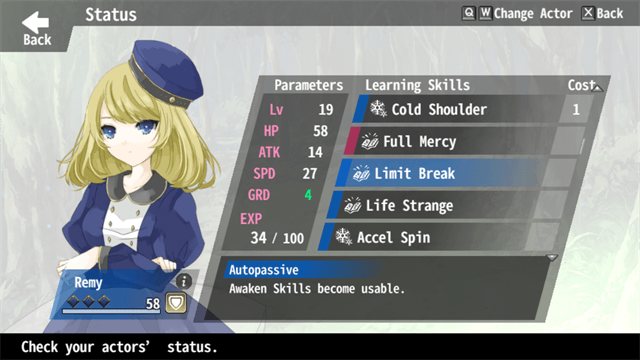 Status
Q W Change Actor X Back
Back
Parameters
Lv 19
HP 58
ATK 14
SPD 27
GRD 4
EXP
34 / 100
Learning Skills Cost
Cold Shoulder 1
Full Mercy
Limit Break
Life Strange
Accel Spin
Remy
i
58
Autopassive
Awaken Skills become usable.
Check your actors' status.